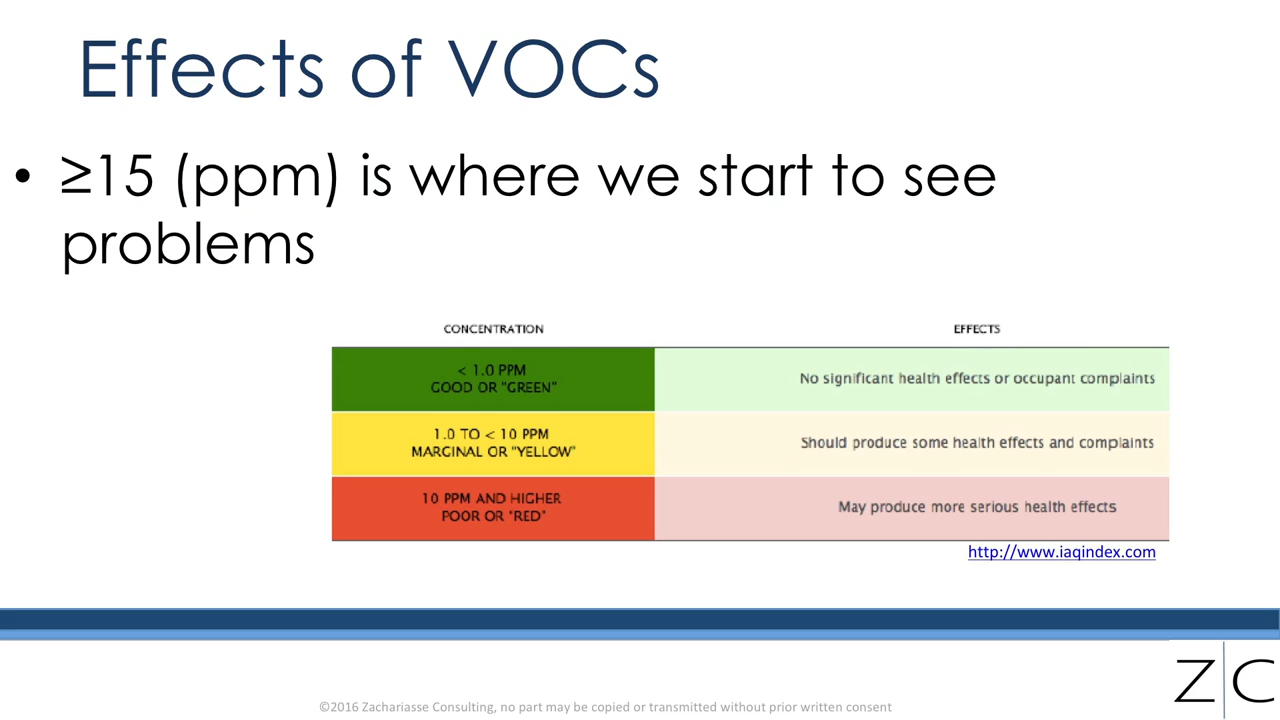 Effects of VOCs
• ≥15 (ppm) is where we start to see
problems
CONCENTRATION EFFECTS
< 1.0 PPM
GOOD OR "GREEN"
No significant health effects or occupant complaints
1.0 TO < 10 PPM
MARGINAL OR "YELLOW"
Should produce some health effects and complaints
10 PPM AND HIGHER
POOR OR "RED"
May produce more serious health effects
http://www.iaqindex.com
Z|C
©2016 Zachariasse Consulting, no part may be copied or transmitted without prior written consent